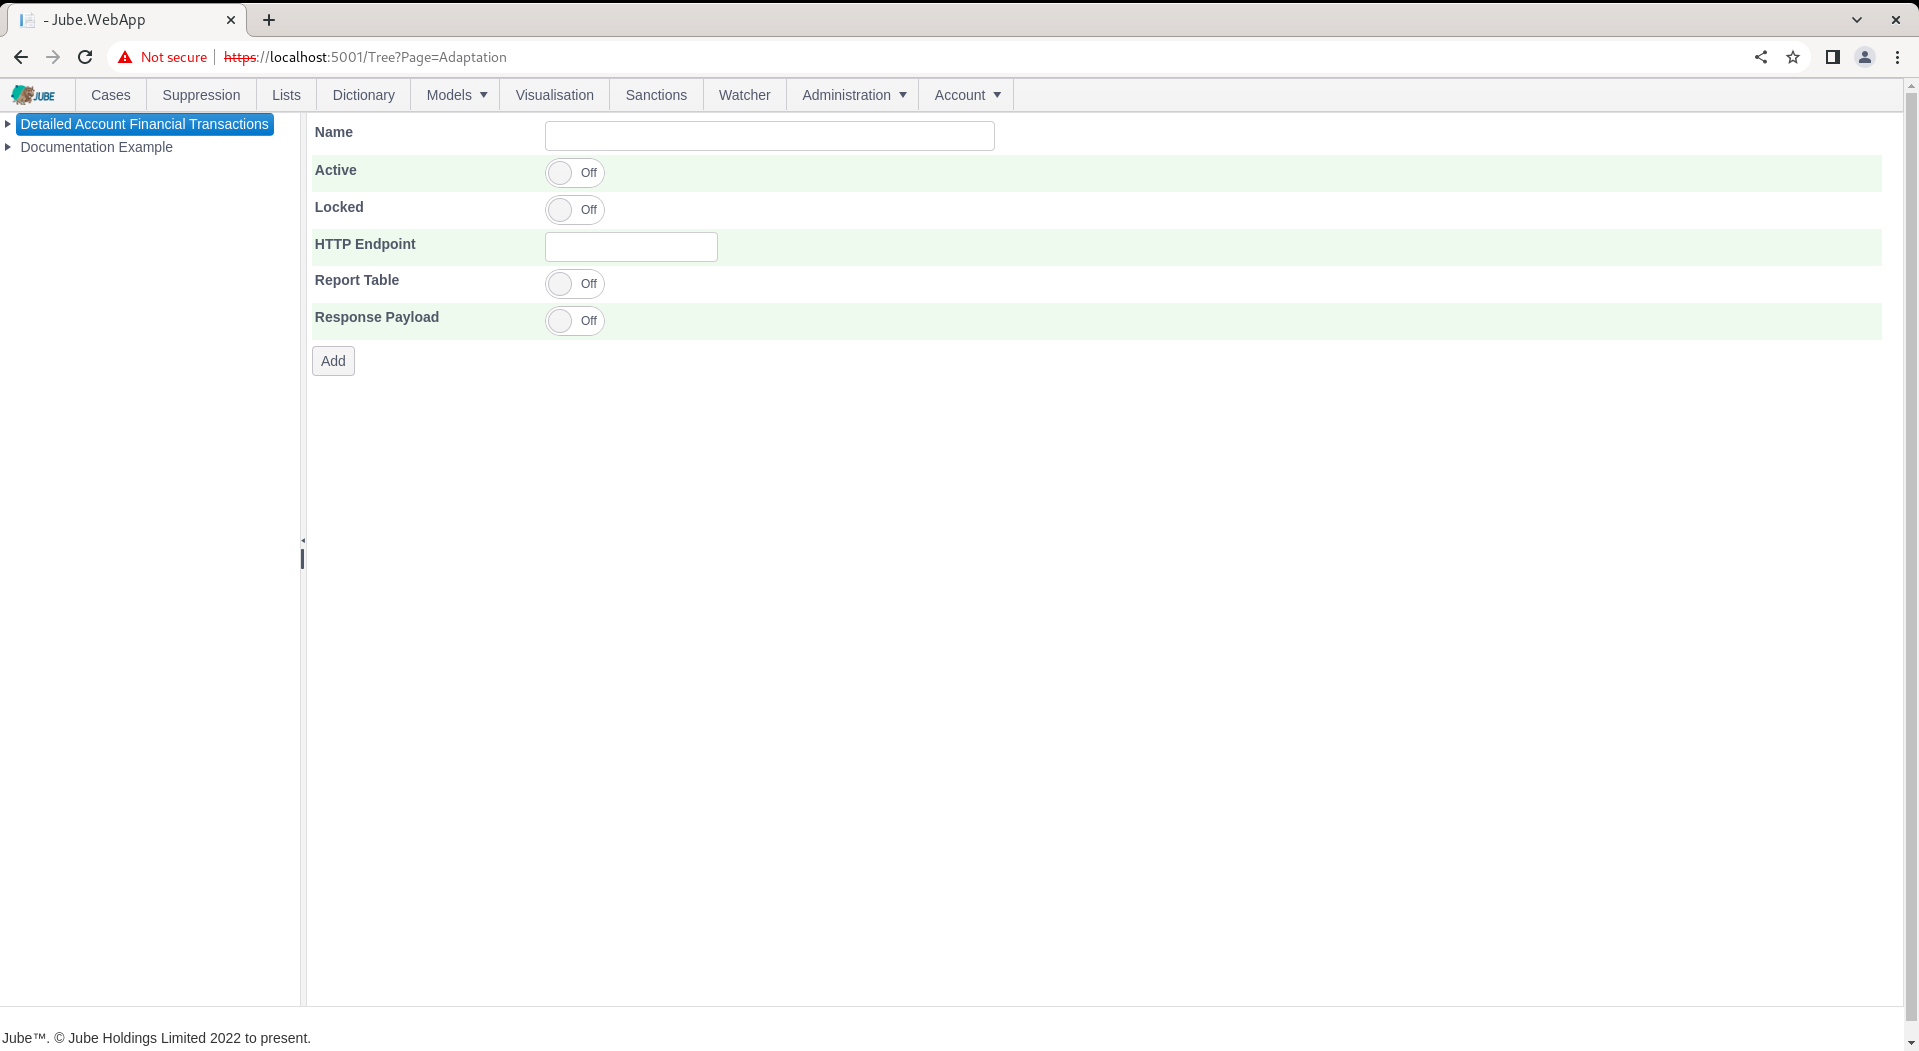 - Jube.WebApp
Not secure https://localhost:5001/Tree?Page=Adaptation
JUBE Cases Suppression Lists Dictionary Models Visualisation Sanctions Watcher Administration Account
Detailed Account Financial Transactions
Documentation Example
Name
Active Off
Locked Off
HTTP Endpoint
Report Table Off
Response Payload Off
Add
Jube™. © Jube Holdings Limited 2022 to present.